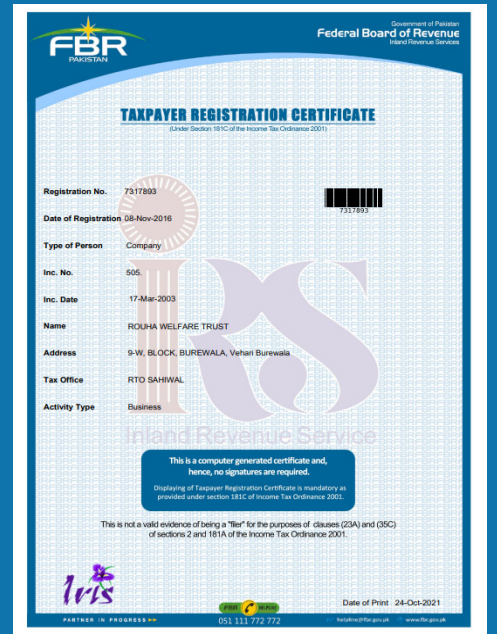 FBR
PAKISTAN
Government of Pakistan
Federal Board of Revenue
Inland Revenue Services
TAXPAYER REGISTRATION CERTIFICATE
(Under Section 181C of the Income Tax Ordinance 2001)
Registration No. 7317893
7317893
Date of Registration 08-Nov-2016
Type of Person Company
Inc. No. 505.
Inc. Date 17-Mar-2003
Name ROUHA WELFARE TRUST
Address 9-W, BLOCK, BUREWALA, Vehari Burewala
Tax Office RTO SAHIWAL
Activity Type Business
IRS
Inland Revenue Service
This is a computer generated certificate and,
hence, no signatures are required.
Displaying of Taxpayer Registration Certificate is mandatory as
provided under section 181C of Income Tax Ordinance 2001.
This is not a valid evidence of being a "filer" for the purposes of clauses (23A) and (35C)
of sections 2 and 181A of the Income Tax Ordinance 2001.
Iris
PARTNER IN PROGRESS
FBR
051 111 772 772
Date of Print 24-Oct-2021
helpline@fbr.gov.pk
www.fbr.gov.pk